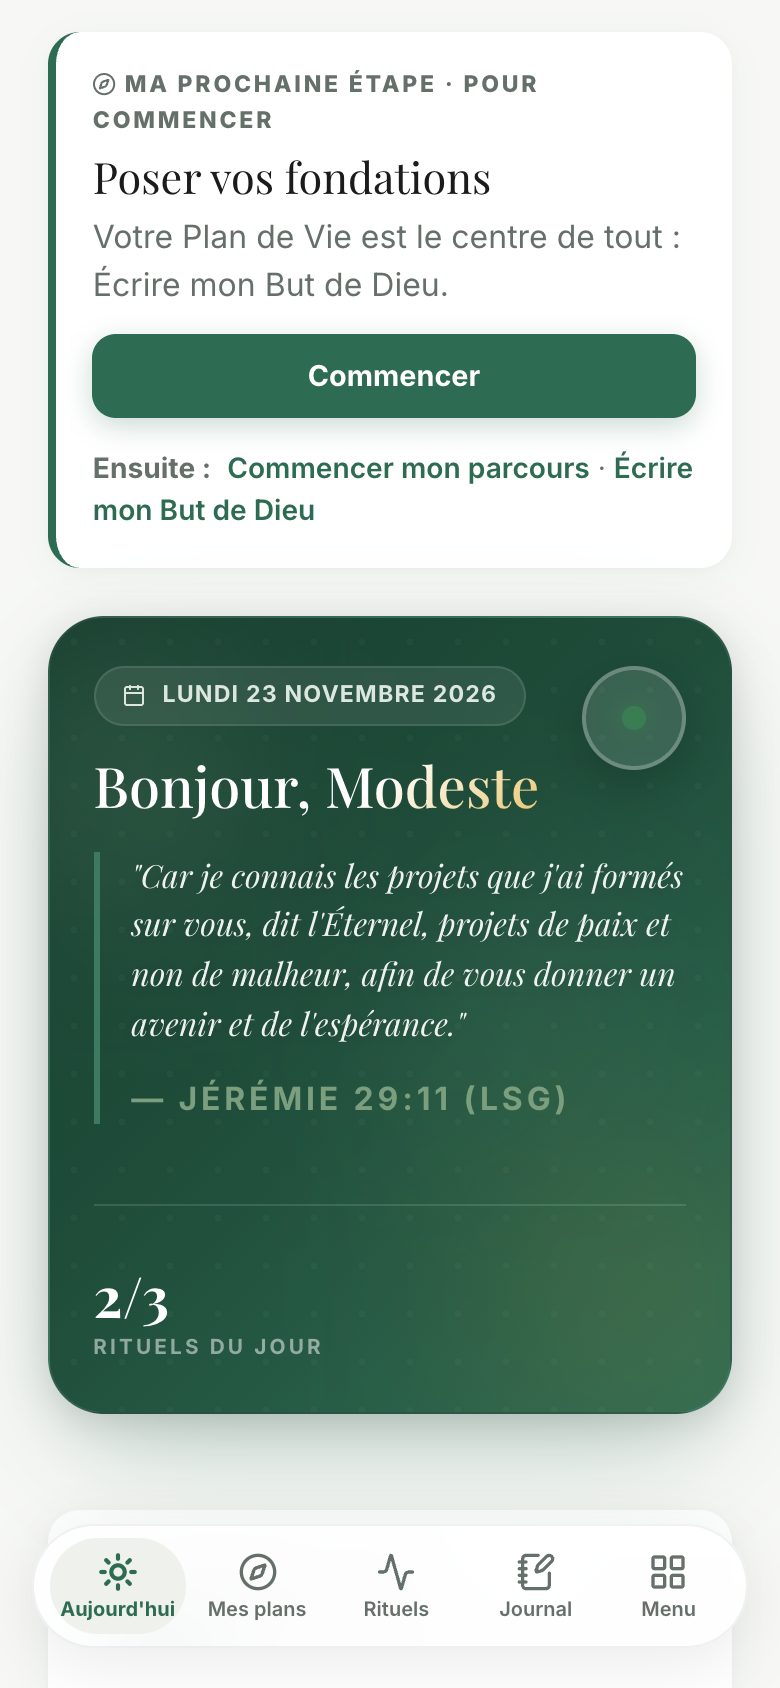 MA PROCHAINE ÉTAPE · POUR
COMMENCER
Poser vos fondations
Votre Plan de Vie est le centre de tout :
Écrire mon But de Dieu.
Commencer
Ensuite : Commencer mon parcours · Écrire
mon But de Dieu
LUNDI 23 NOVEMBRE 2026
Bonjour, Modeste
"Car je connais les projets que j'ai formés
sur vous, dit l'Éternel, projets de paix et
non de malheur, afin de vous donner un
avenir et de l'espérance."
— JÉRÉMIE 29:11 (LSG)
2/3
RITUELS DU JOUR
Aujourd'hui
Mes plans
Rituels
Journal
Menu